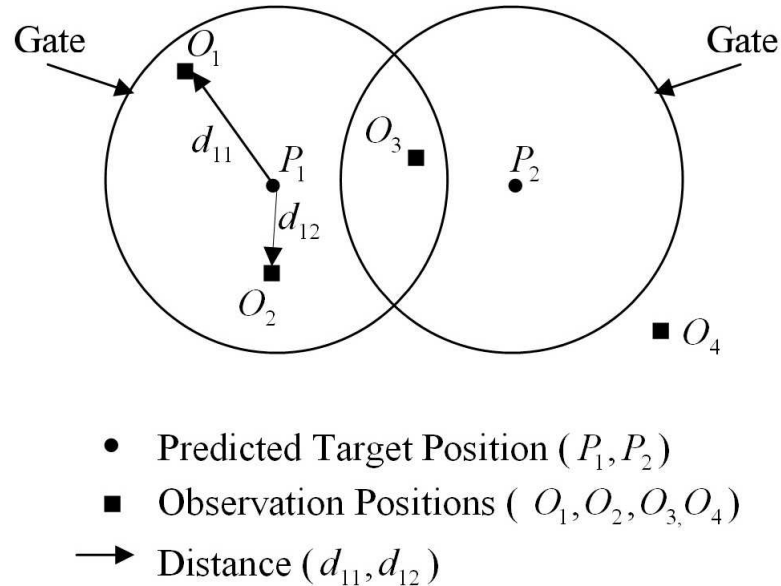 Gate
Gate
O₁
d₁₁
P₁
O₃
P₂
d₁₂
O₂
O₄
Predicted Target Position (P₁,P₂)
Observation Positions ( O₁,O₂,O₃,O₄)
Distance (d₁₁,d₁₂)